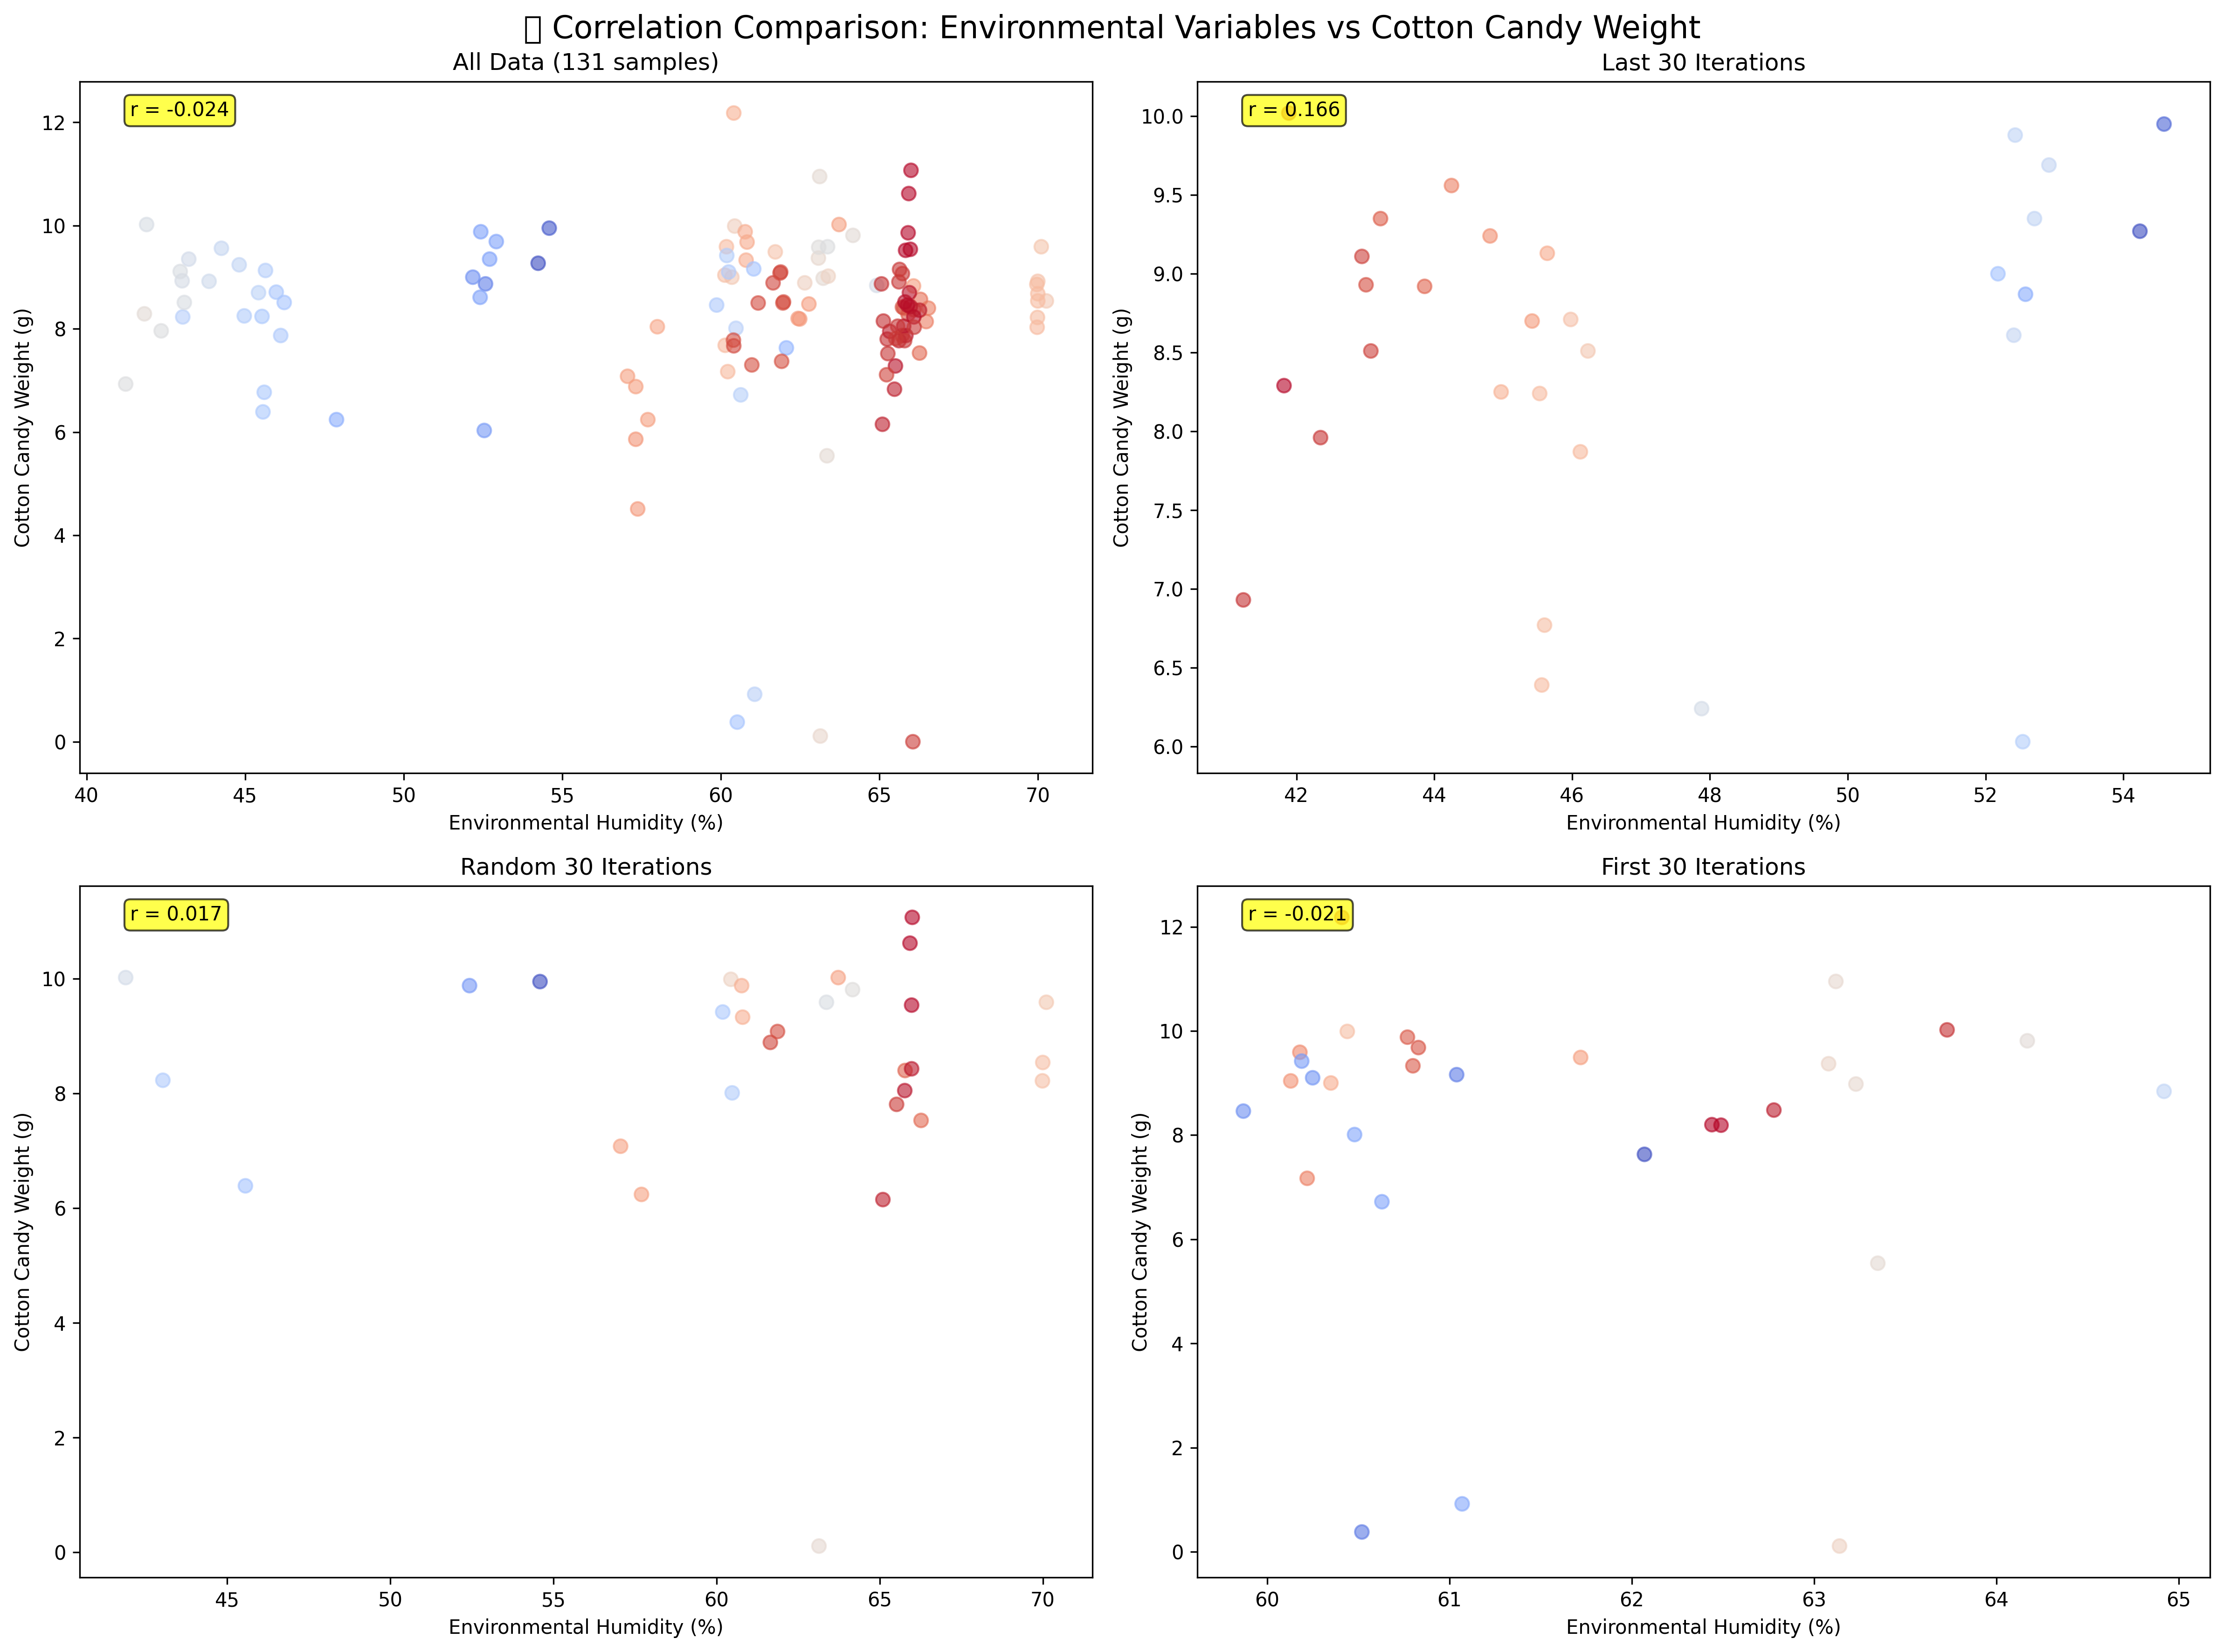 Correlation Comparison: Environmental Variables vs Cotton Candy Weight
All Data (131 samples)
r = -0.024
12
10
8
6
4
2
0
Cotton Candy Weight (g)
40 45 50 55 60 65 70
Environmental Humidity (%)
Last 30 Iterations
r = 0.166
10.0
9.5
9.0
8.5
8.0
7.5
7.0
6.5
6.0
Cotton Candy Weight (g)
42 44 46 48 50 52 54
Environmental Humidity (%)
Random 30 Iterations
r = 0.017
10
8
6
4
2
0
Cotton Candy Weight (g)
45 50 55 60 65 70
Environmental Humidity (%)
First 30 Iterations
r = -0.021
12
10
8
6
4
2
0
Cotton Candy Weight (g)
60 61 62 63 64 65
Environmental Humidity (%)